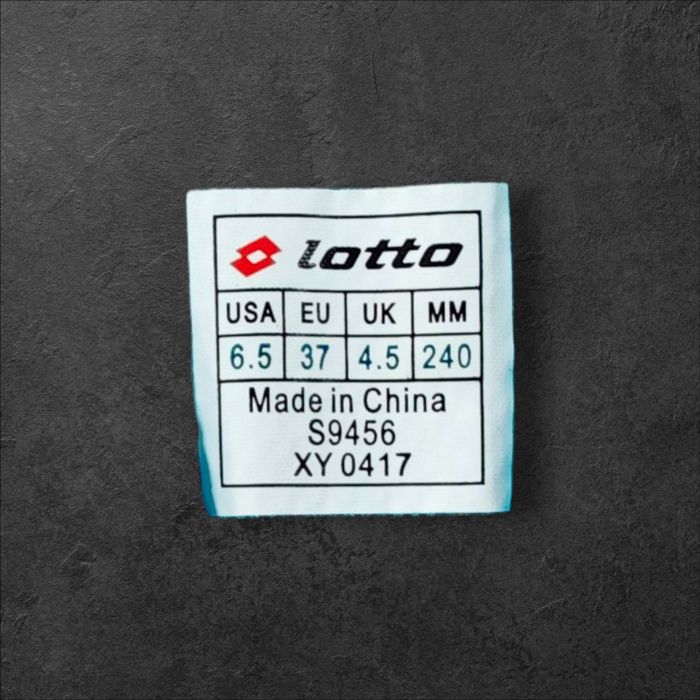 lotto
USA EU UK MM
6.5 37 4.5 240
Made in China
S9456
XY 0417